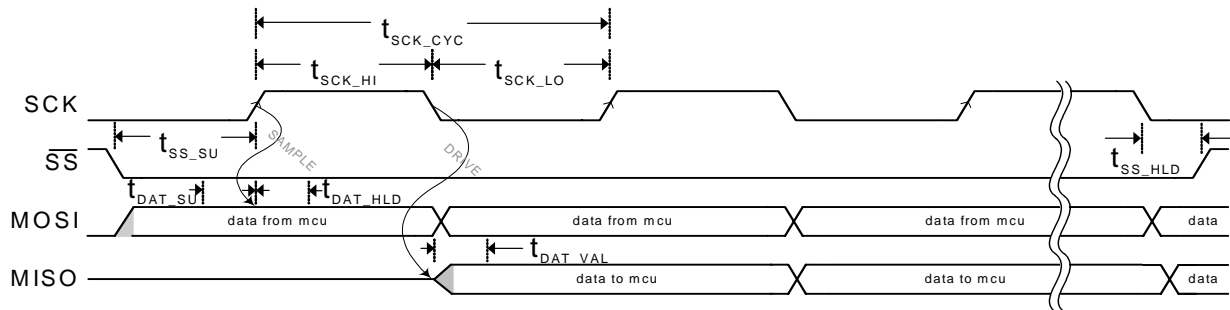 tSCK_CYC
tSCK_HI
tSCK_LO
SCK
tSS_SU
SAMPLE
DRIVE
tSS_HLD
SS
tDAT_SU
tDAT_HLD
MOSI
data from mcu
data from mcu
data from mcu
data
tDAT_VAL
MISO
data to mcu
data to mcu
data